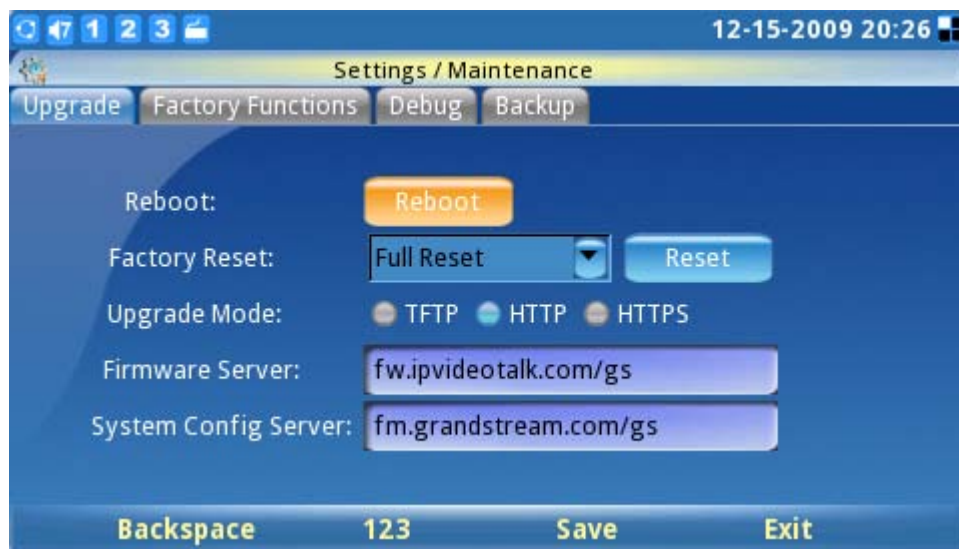 7 1 2 3 12-15-2009 20:26
Settings / Maintenance
Upgrade Factory Functions Debug Backup
Reboot: Reboot
Factory Reset: Full Reset Reset
Upgrade Mode: TFTP HTTP HTTPS
Firmware Server: fw.ipvideotalk.com/gs
System Config Server: fm.grandstream.com/gs
Backspace 123 Save Exit